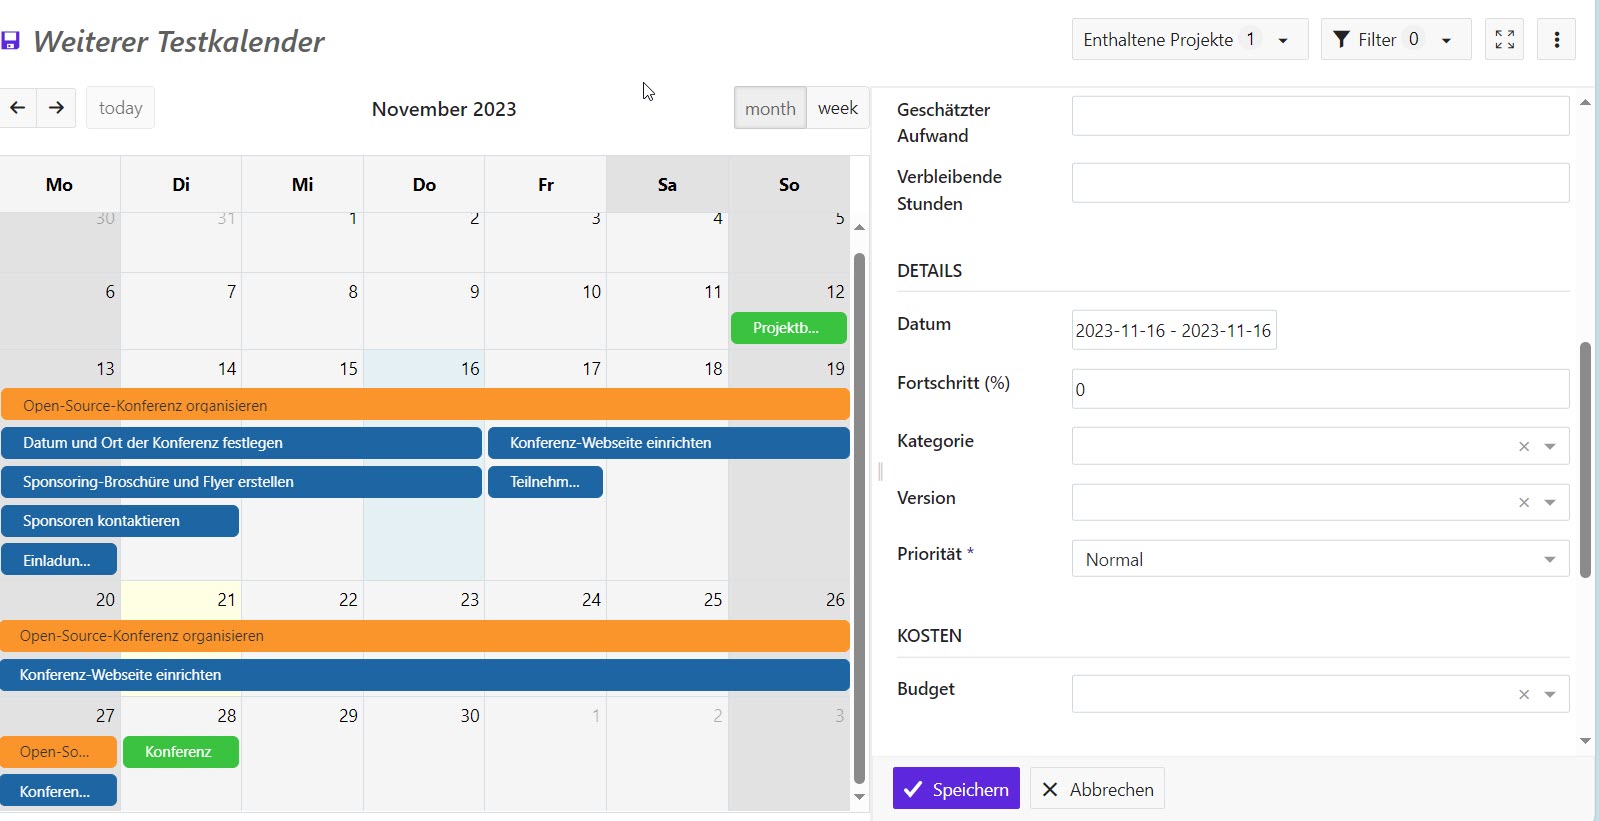 Weiterer Testkalender
Enthaltene Projekte 1
Filter 0
today
November 2023
month
week
Mo Di Mi Do Fr Sa So
30 31 1 2 3 4 5
6 7 8 9 10 11 12
Projektb...
13 14 15 16 17 18 19
Open-Source-Konferenz organisieren
Datum und Ort der Konferenz festlegen
Konferenz-Webseite einrichten
Sponsoring-Broschüre und Flyer erstellen
Teilnehm...
Sponsoren kontaktieren
Einladun...
20 21 22 23 24 25 26
Open-Source-Konferenz organisieren
Konferenz-Webseite einrichten
27 28 29 30 1 2 3
Open-So...
Konferenz
Konferen...
Geschätzter
Aufwand
Verbleibende
Stunden
DETAILS
Datum
2023-11-16 - 2023-11-16
Fortschritt (%)
0
Kategorie
Version
Priorität *
Normal
KOSTEN
Budget
Speichern
Abbrechen